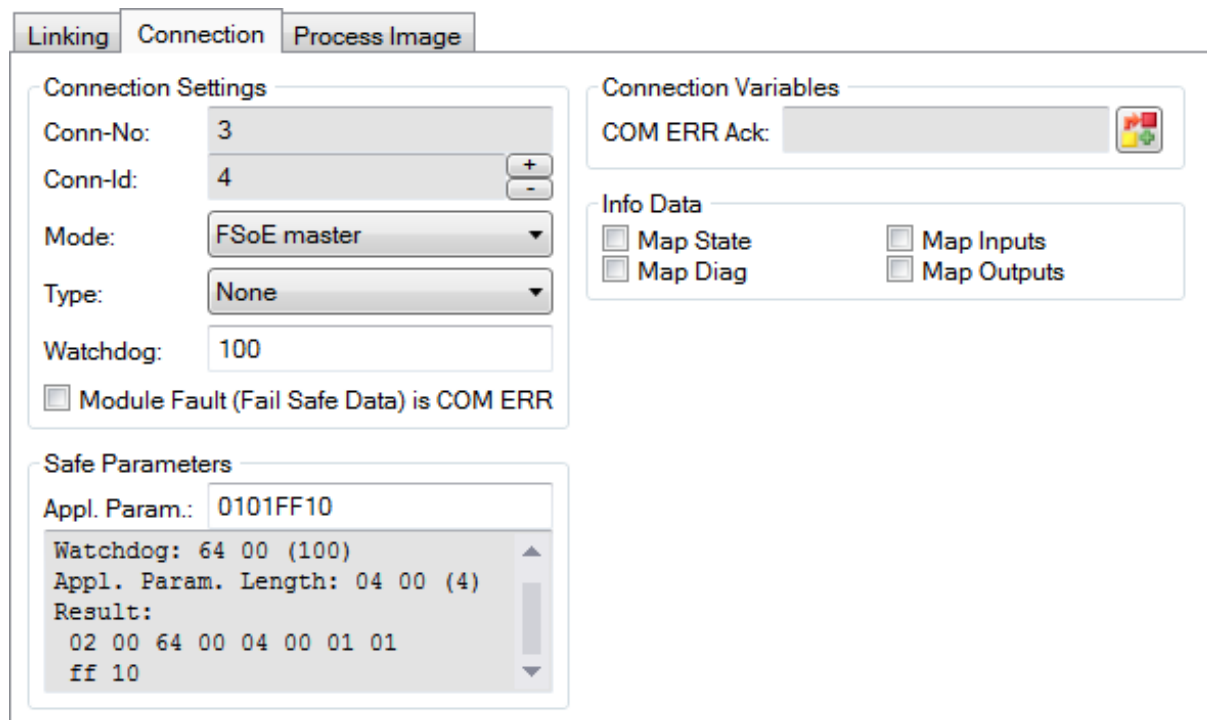 Linking Connection Process Image
Connection Settings
Conn-No: 3
Conn-Id: 4
+
-
Mode: FSoE master
Type: None
Watchdog: 100
Module Fault (Fail Safe Data) is COM ERR
Safe Parameters
Appl. Param.: 0101FF10
Watchdog: 64 00 (100)
Appl. Param. Length: 04 00 (4)
Result:
02 00 64 00 04 00 01 01
ff 10
Connection Variables
COM ERR Ack:
Info Data
Map State Map Inputs
Map Diag Map Outputs